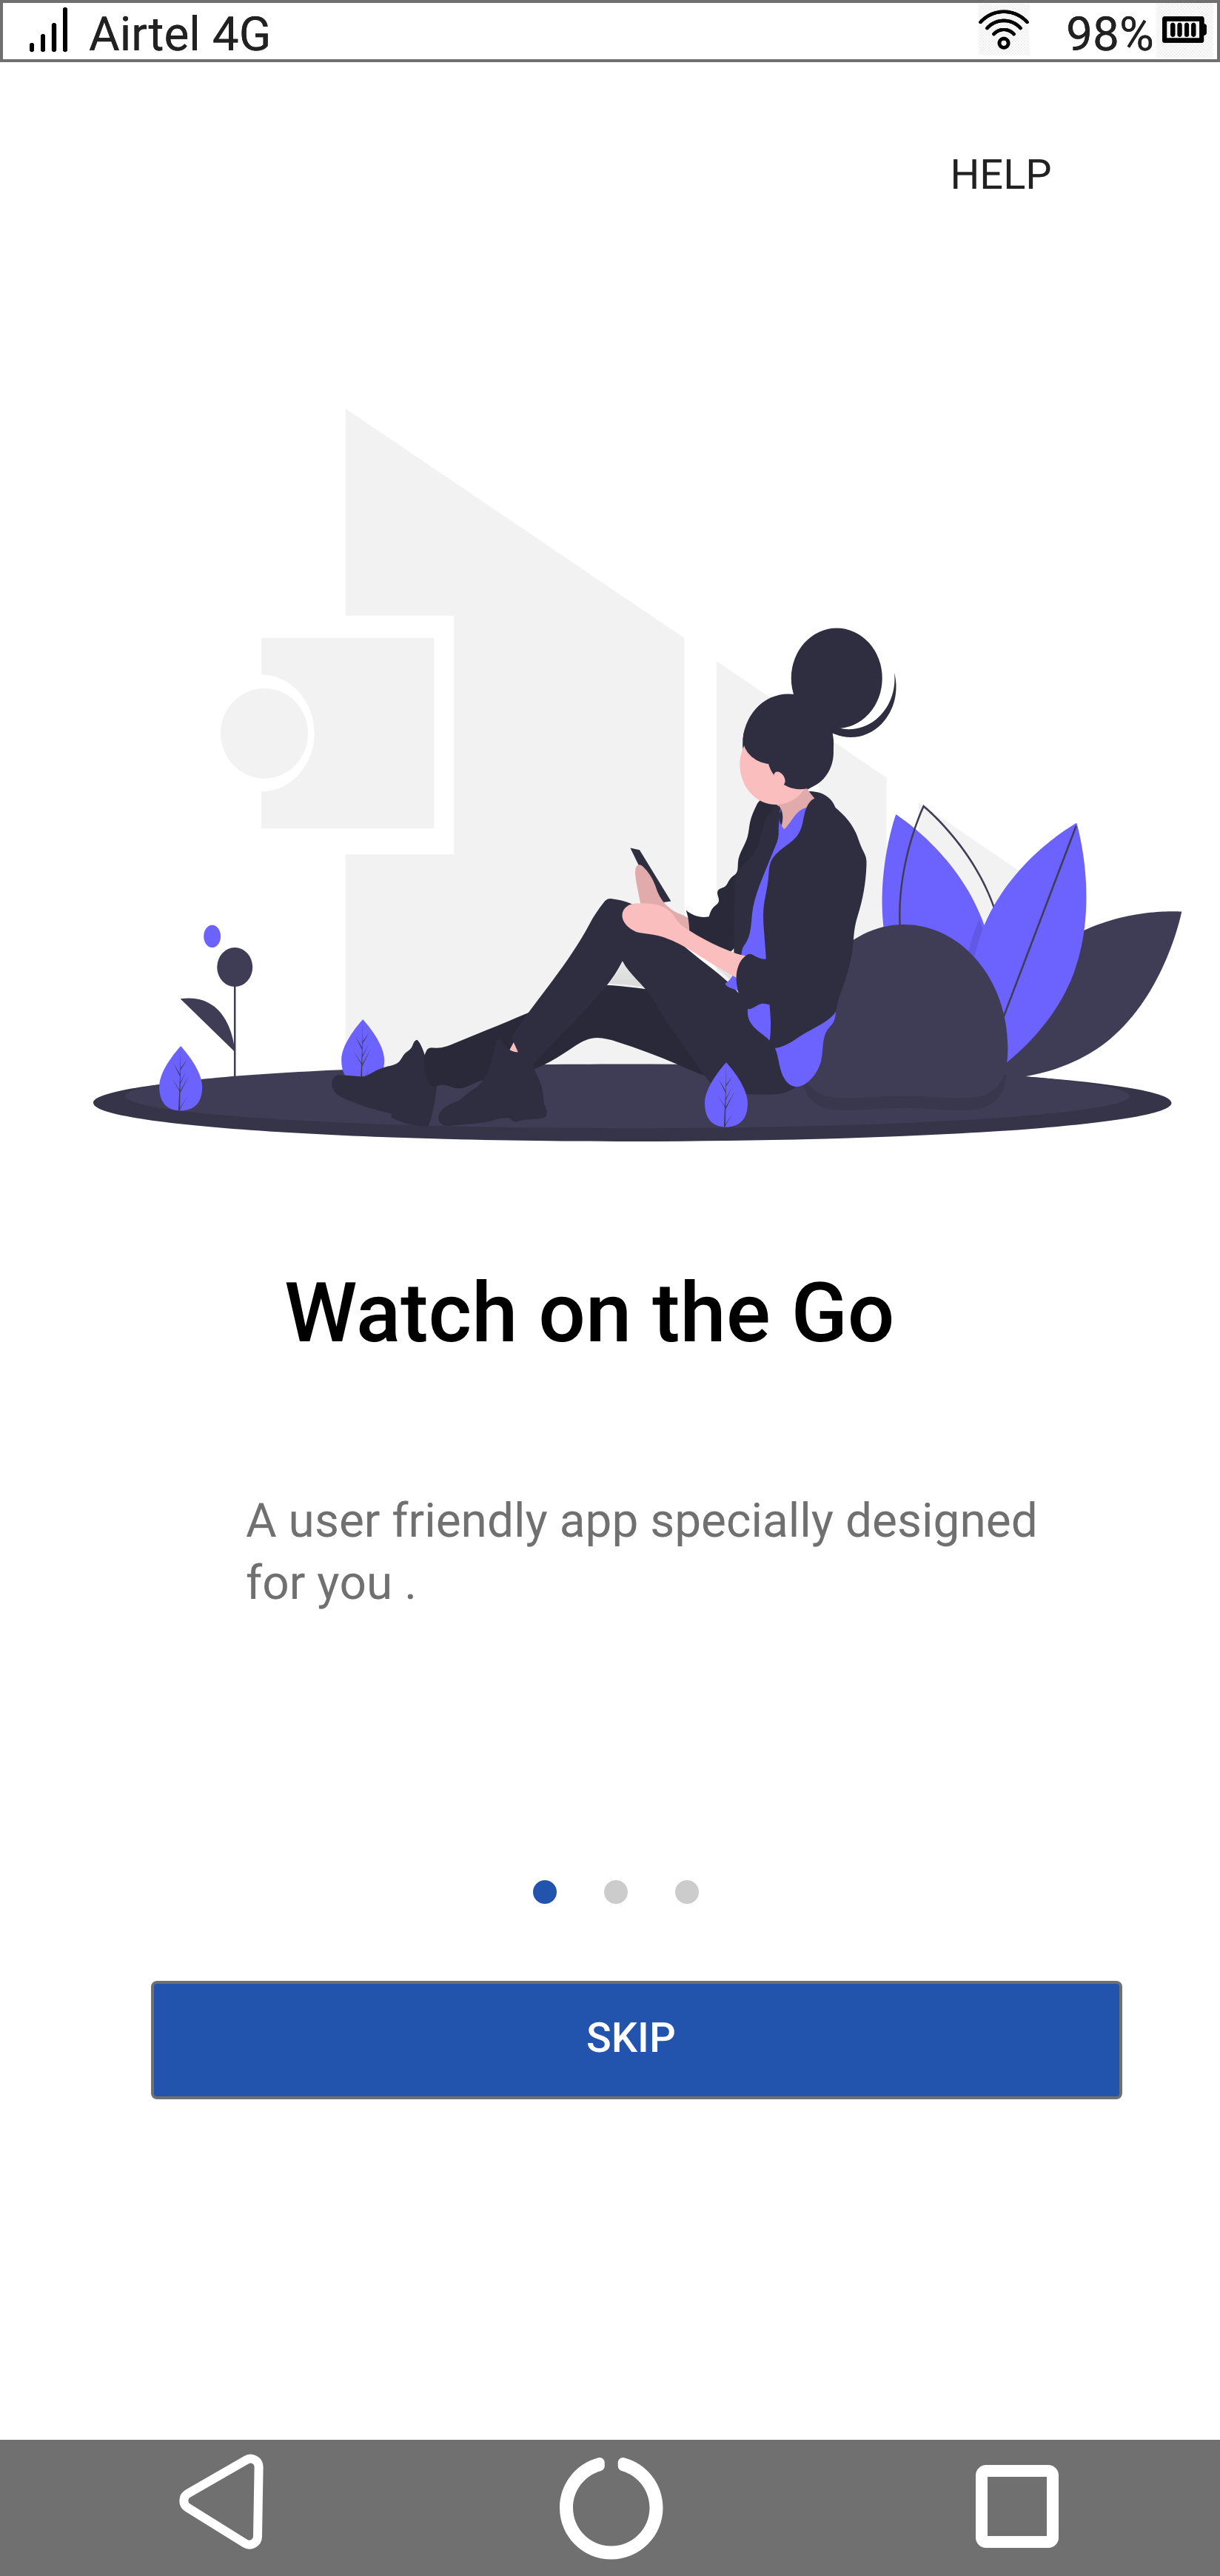 Airtel 4G 98%
HELP
Watch on the Go
A user friendly app specially designed
for you .
SKIP